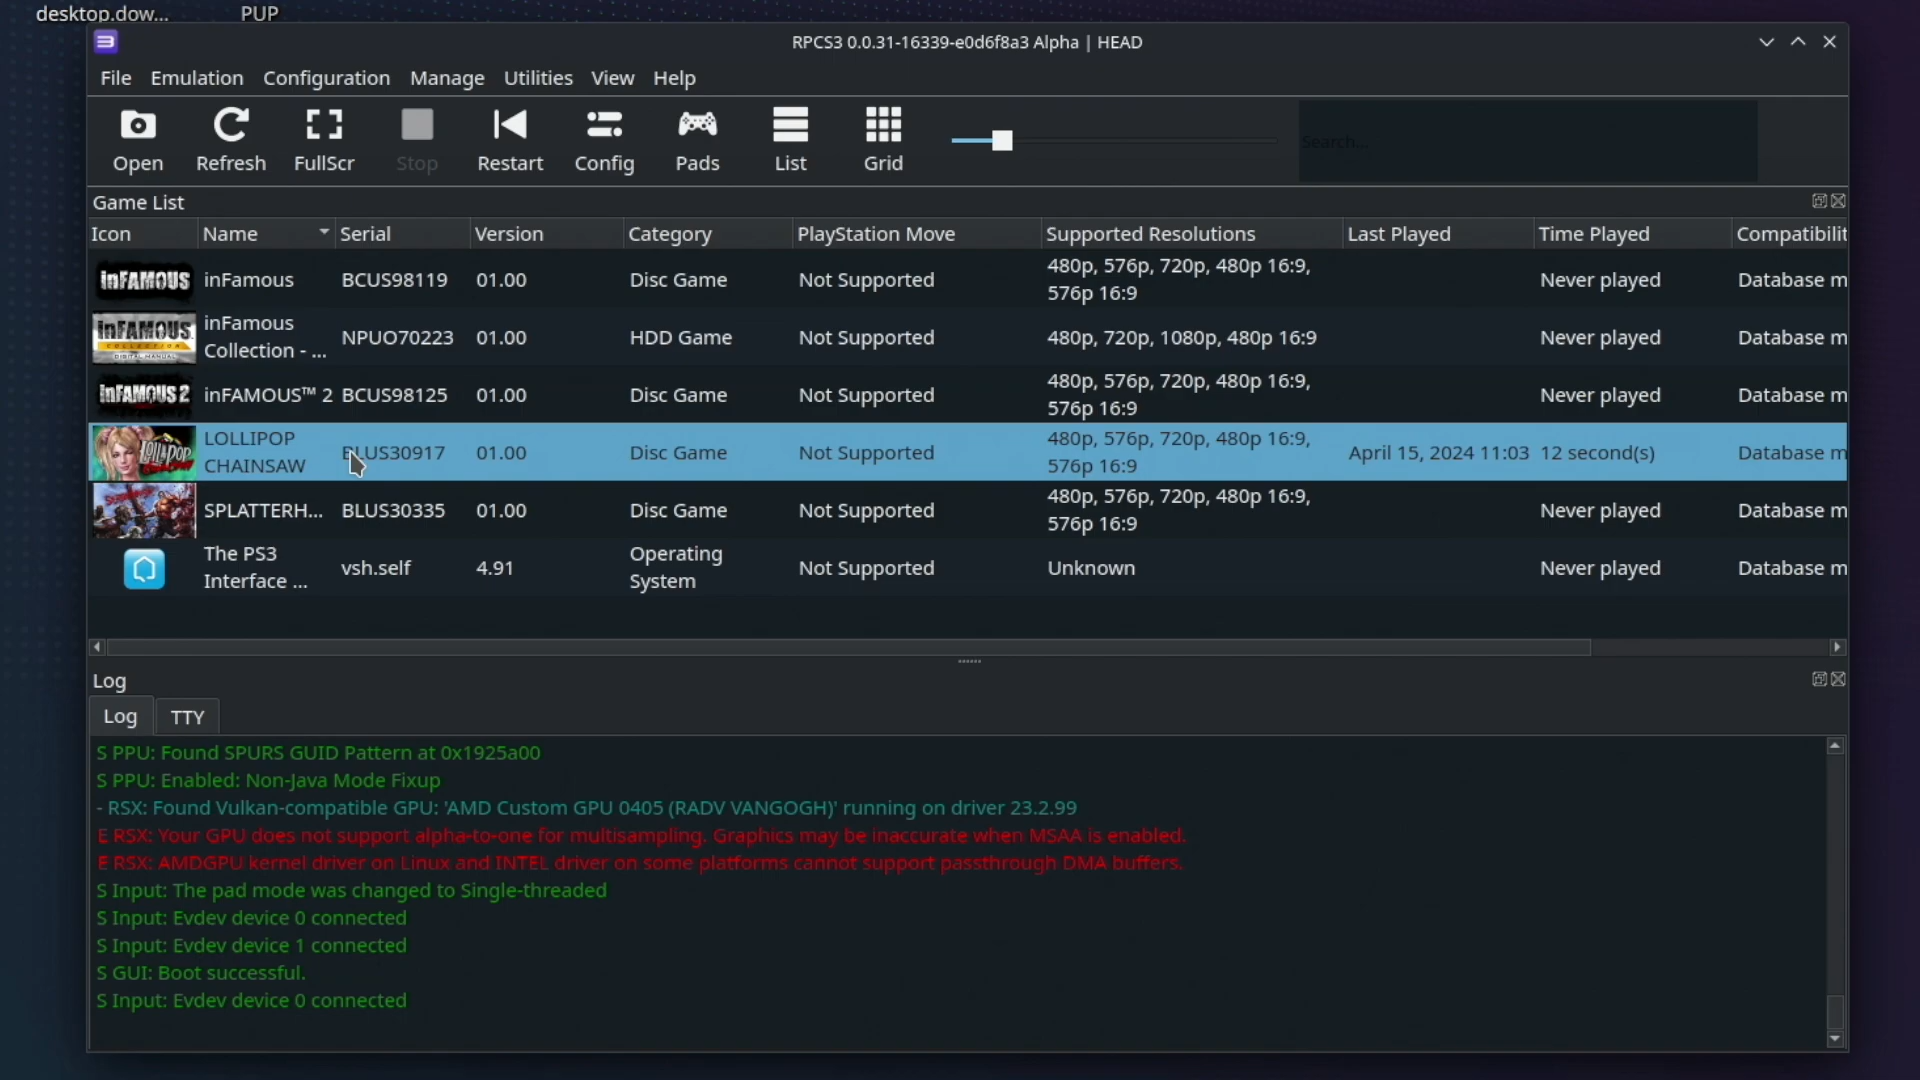 desktop.dow... PUP
RPCS3 0.0.31-16339-e0d6f8a3 Alpha | HEAD
File Emulation Configuration Manage Utilities View Help
Open Refresh FullScr Stop Restart Config Pads List Grid Search...
Game List
Icon Name Serial Version Category PlayStation Move Supported Resolutions Last Played Time Played Compatibilit
inFAMOUS inFamous BCUS98119 01.00 Disc Game Not Supported 480p, 576p, 720p, 480p 16:9, Never played Database m
576p 16:9
inFAMOUS inFamous NPUO70223 01.00 HDD Game Not Supported 480p, 720p, 1080p, 480p 16:9 Never played Database m
COLLECTION Collection - ...
DIGITAL MANUAL
inFAMOUS 2 inFAMOUS™ 2 BCUS98125 01.00 Disc Game Not Supported 480p, 576p, 720p, 480p 16:9, Never played Database m
576p 16:9
LOLLIPOP LOLLIPOP BLUS30917 01.00 Disc Game Not Supported 480p, 576p, 720p, 480p 16:9, April 15, 2024 11:03 12 second(s) Database m
CHAINSAW 576p 16:9
SPLATTERH... BLUS30335 01.00 Disc Game Not Supported 480p, 576p, 720p, 480p 16:9, Never played Database m
576p 16:9
The PS3 vsh.self 4.91 Operating Not Supported Unknown Never played Database m
Interface ... System
Log
Log TTY
S PPU: Found SPURS GUID Pattern at 0x1925a00
S PPU: Enabled: Non-Java Mode Fixup
- RSX: Found Vulkan-compatible GPU: 'AMD Custom GPU 0405 (RADV VANGOGH)' running on driver 23.2.99
E RSX: Your GPU does not support alpha-to-one for multisampling. Graphics may be inaccurate when MSAA is enabled.
E RSX: AMDGPU kernel driver on Linux and INTEL driver on some platforms cannot support passthrough DMA buffers.
S Input: The pad mode was changed to Single-threaded
S Input: Evdev device 0 connected
S Input: Evdev device 1 connected
S GUI: Boot successful.
S Input: Evdev device 0 connected